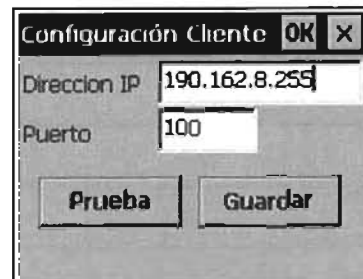 Configuración Cliente OK ×
Direccion IP 190.162.8.255
Puerto 100
Prueba Guardar